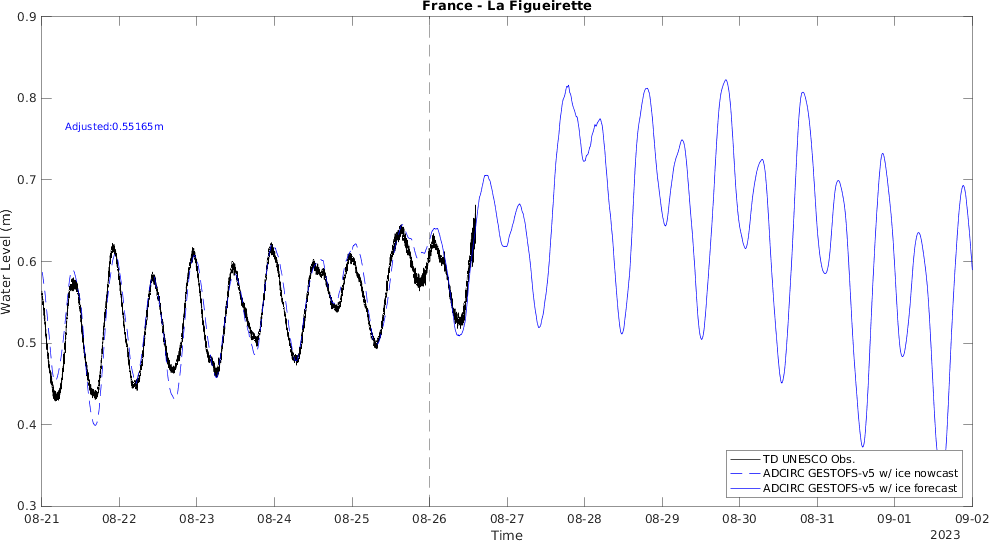 France - La Figueirette
0.9
0.8
0.7
0.6
0.5
0.4
0.3
Water Level (m)
Adjusted:0.55165m
TD UNESCO Obs.
ADCIRC GESTOFS-v5 w/ ice nowcast
ADCIRC GESTOFS-v5 w/ ice forecast
08-21 08-22 08-23 08-24 08-25 08-26 08-27 08-28 08-29 08-30 08-31 09-01 09-02
Time
2023